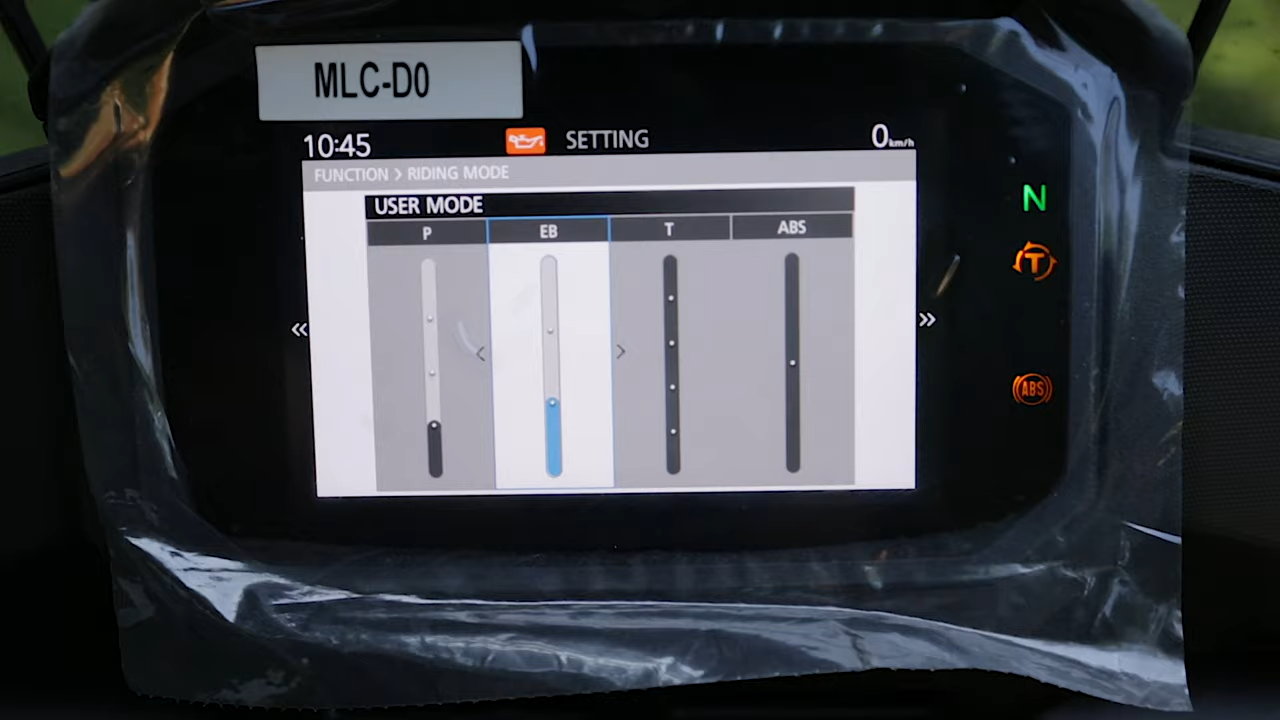 MLC-D0
10:45 SETTING 0km/h
FUNCTION > RIDING MODE
USER MODE
P EB T ABS
N
T
ABS